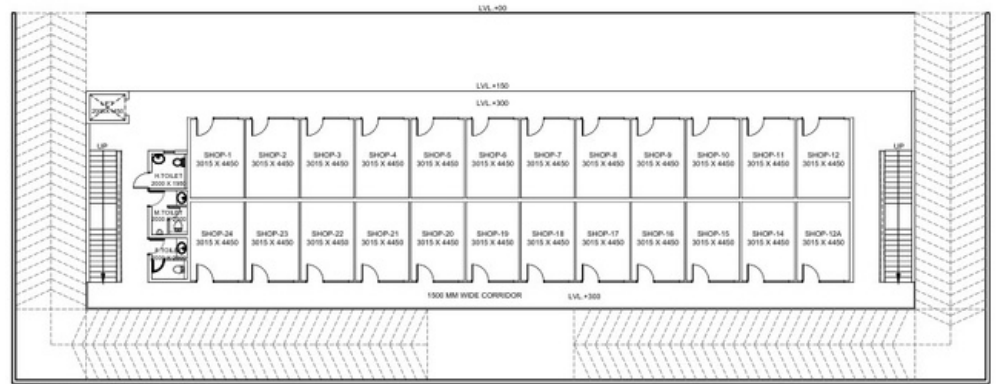 LVL.+00
LVL.+150
LVL.+300
LIFT
UP
UP
SHOP-1
3015 X 4450
SHOP-2
3015 X 4450
SHOP-3
3015 X 4450
SHOP-4
3015 X 4450
SHOP-5
3015 X 4450
SHOP-6
3015 X 4450
SHOP-7
3015 X 4450
SHOP-8
3015 X 4450
SHOP-9
3015 X 4450
SHOP-10
3015 X 4450
SHOP-11
3015 X 4450
SHOP-12
3015 X 4450
H.TOILET
M.TOILET
SHOP-24
3015 X 4450
SHOP-23
3015 X 4450
SHOP-22
3015 X 4450
SHOP-21
3015 X 4450
SHOP-20
3015 X 4450
SHOP-19
3015 X 4450
SHOP-18
3015 X 4450
SHOP-17
3015 X 4450
SHOP-16
3015 X 4450
SHOP-15
3015 X 4450
SHOP-14
3015 X 4450
SHOP-12A
3015 X 4450
1500 MM WIDE CORRIDOR
LVL.+300